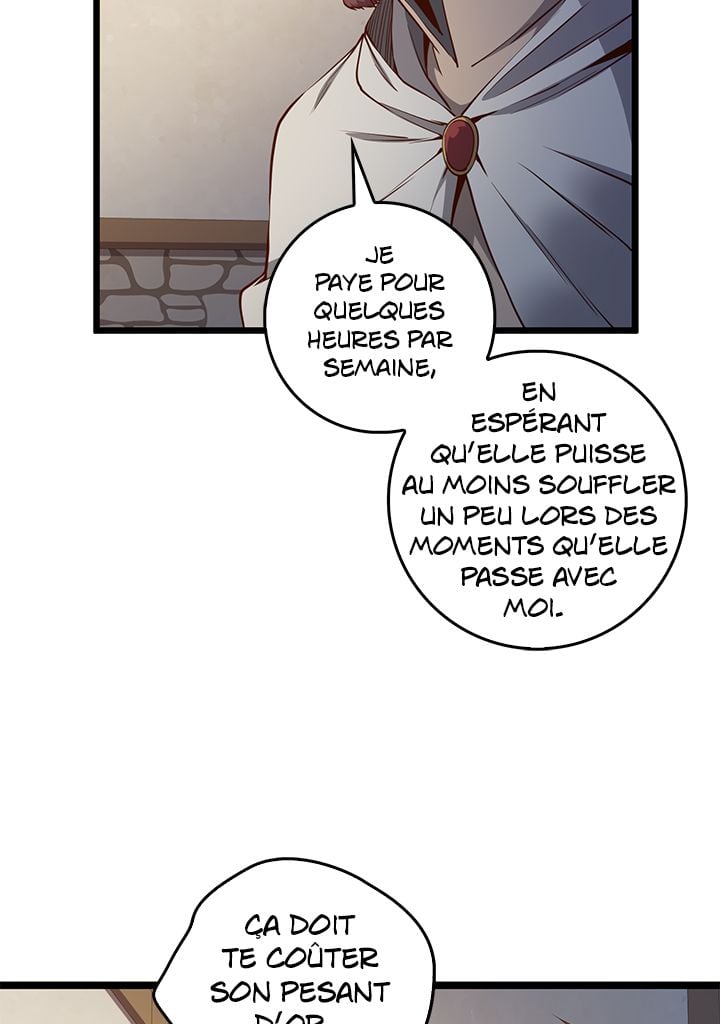 JE
PAYE POUR
QUELQUES
HEURES PAR
SEMAINE,
EN
ESPÉRANT
QU'ELLE PUISSE
AU MOINS SOUFFLER
UN PEU LORS DES
MOMENTS QU'ELLE
PASSE AVEC
MOI...
ÇA DOIT
TE COÛTER
SON PESANT
D'OR